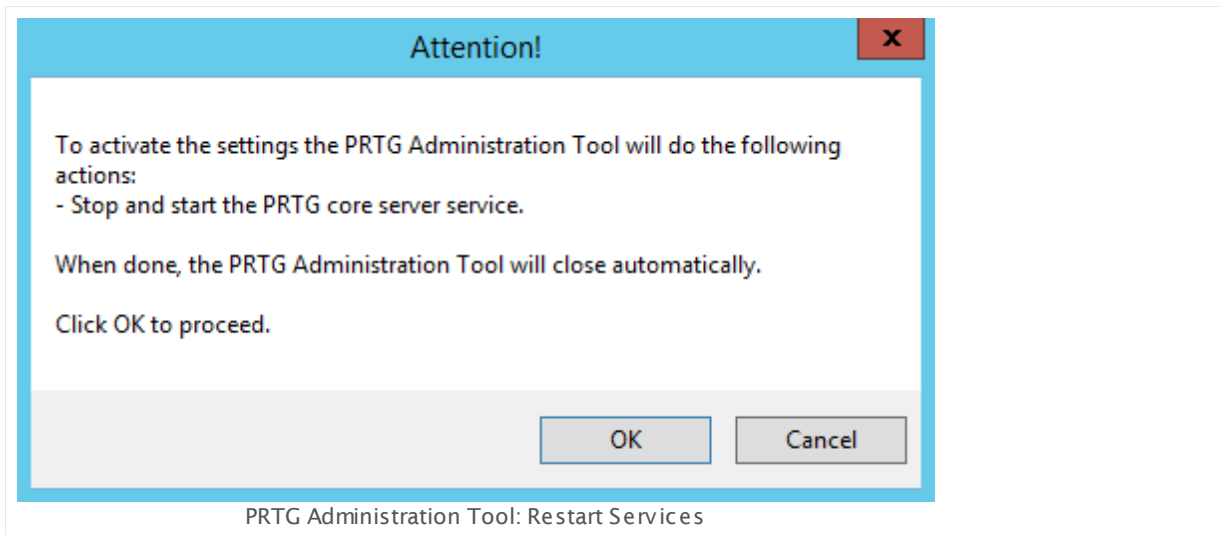 Attention!
x
To activate the settings the PRTG Administration Tool will do the following
actions:
- Stop and start the PRTG core server service.
When done, the PRTG Administration Tool will close automatically.
Click OK to proceed.
OK Cancel
PRTG Administration Tool: Restart Services